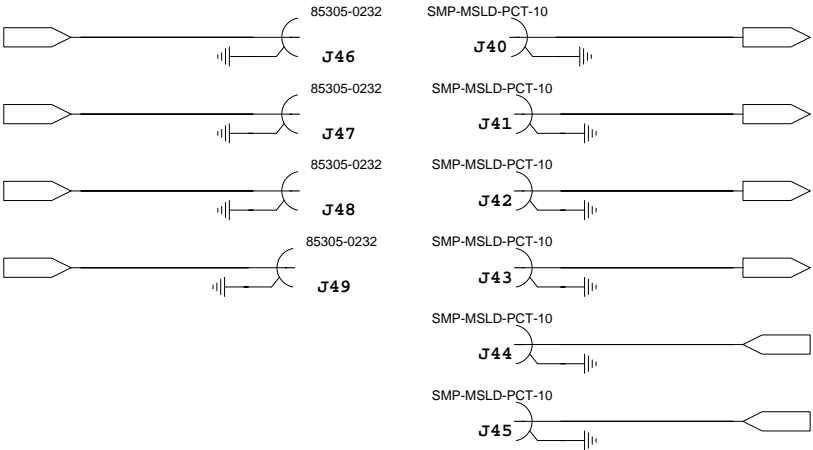 85305-0232 SMP-MSLD-PCT-10
J46 J40
85305-0232 SMP-MSLD-PCT-10
J47 J41
85305-0232 SMP-MSLD-PCT-10
J48 J42
85305-0232 SMP-MSLD-PCT-10
J49 J43
SMP-MSLD-PCT-10
J44
SMP-MSLD-PCT-10
J45